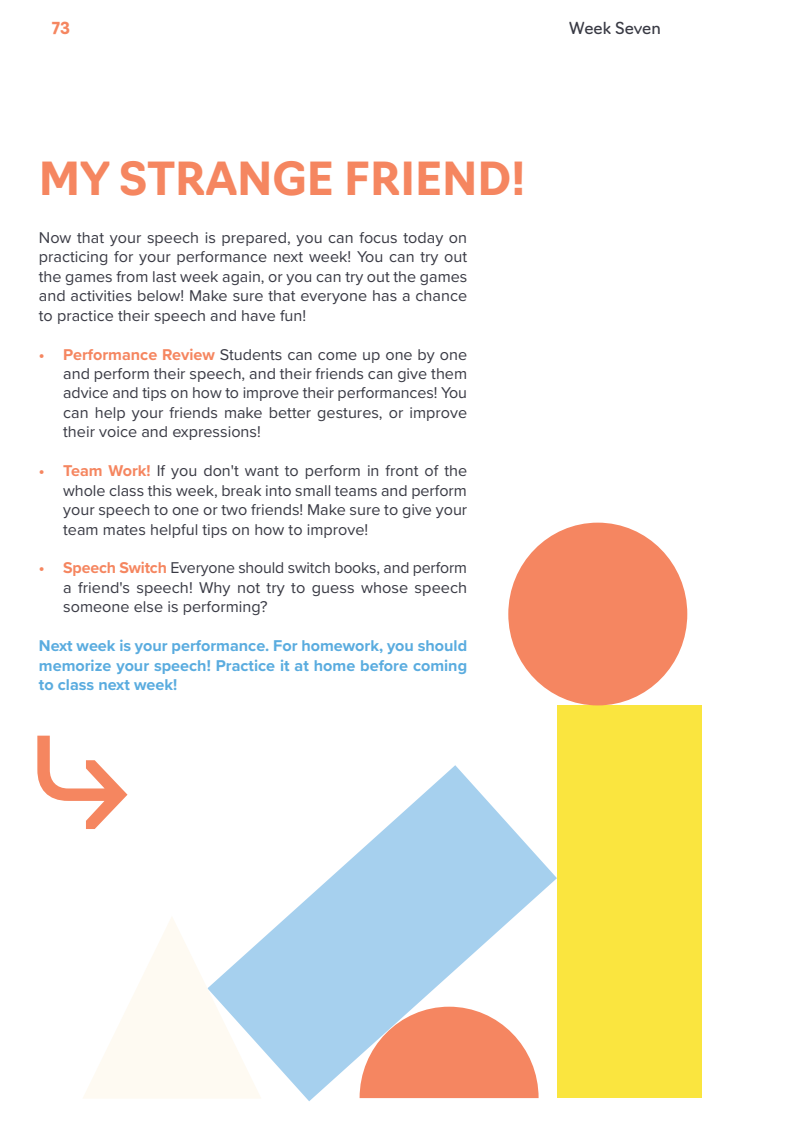 73
Week Seven
MY STRANGE FRIEND!
Now that your speech is prepared, you can focus today on
practicing for your performance next week! You can try out
the games from last week again, or you can try out the games
and activities below! Make sure that everyone has a chance
to practice their speech and have fun!
• Performance Review Students can come up one by one
and perform their speech, and their friends can give them
advice and tips on how to improve their performances! You
can help your friends make better gestures, or improve
their voice and expressions!
• Team Work! If you don't want to perform in front of the
whole class this week, break into small teams and perform
your speech to one or two friends! Make sure to give your
team mates helpful tips on how to improve!
• Speech Switch Everyone should switch books, and perform
a friend's speech! Why not try to guess whose speech
someone else is performing?
Next week is your performance. For homework, you should
memorize your speech! Practice it at home before coming
to class next week!